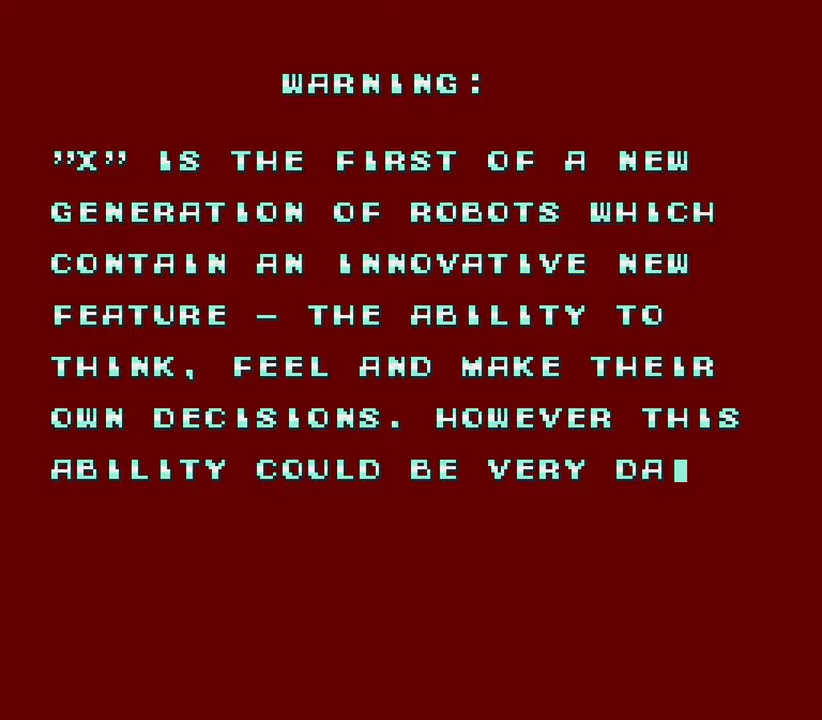 WARNING:
"X" IS THE FIRST OF A NEW
GENERATION OF ROBOTS WHICH
CONTAIN AN INNOVATIVE NEW
FEATURE – THE ABILITY TO
THINK, FEEL AND MAKE THEIR
OWN DECISIONS. HOWEVER THIS
ABILITY COULD BE VERY DA